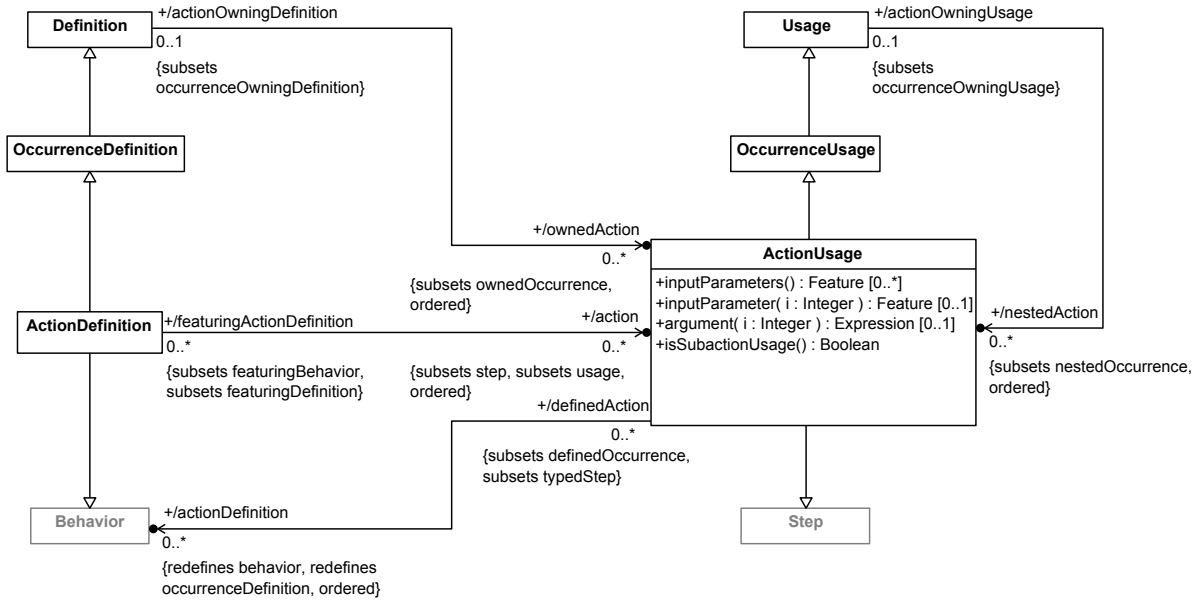 +/actionOwningDefinition
Definition
0..1
{subsets
occurrenceOwningDefinition}
+/actionOwningUsage
Usage
0..1
{subsets
occurrenceOwningUsage}
OccurrenceDefinition
OccurrenceUsage
+/ownedAction
0..*
{subsets ownedOccurrence,
ordered}
ActionUsage
+inputParameters() : Feature [0..*]
+inputParameter( i : Integer ) : Feature [0..1]
+argument( i : Integer ) : Expression [0..1]
+isSubactionUsage() : Boolean
+/nestedAction
0..*
{subsets nestedOccurrence,
ordered}
ActionDefinition
+/featuringActionDefinition
0..*
{subsets featuringBehavior,
subsets featuringDefinition}
+/action
0..*
{subsets step, subsets usage,
ordered}
+/definedAction
0..*
{subsets definedOccurrence,
subsets typedStep}
Behavior
+/actionDefinition
0..*
{redefines behavior, redefines
occurrenceDefinition, ordered}
Step